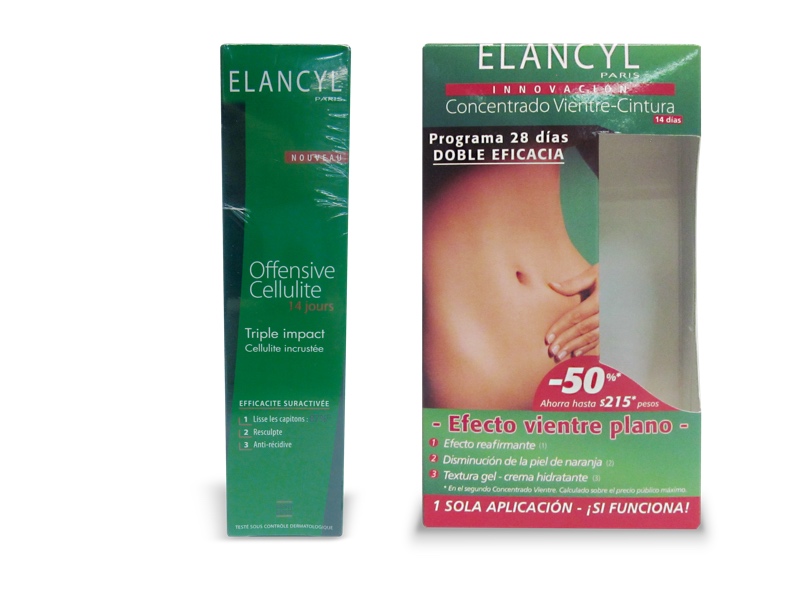 ELANCYL
PARIS
NOUVEAU
Offensive
Cellulite
14 jours
Triple impact
Cellulite incrustée
EFFICACITE SURACTIVÉE
1 Lisse les capitons :
2 Resculpte
3 Anti-récidive
TESTÉ SOUS CONTRÔLE DERMATOLOGIQUE
ELANCYL
PARIS
INNOVACIÓN
Concentrado Vientre-Cintura
14 días
Programa 28 días
DOBLE EFICACIA
-50%*
Ahorra hasta $215* pesos
- Efecto vientre plano -
1 Efecto reafirmante (1)
2 Disminución de la piel de naranja (2)
3 Textura gel - crema hidratante (3)
* En el segundo Concentrado Vientre. Calculado sobre el precio público máximo.
1 SOLA APLICACIÓN - ¡SI FUNCIONA!